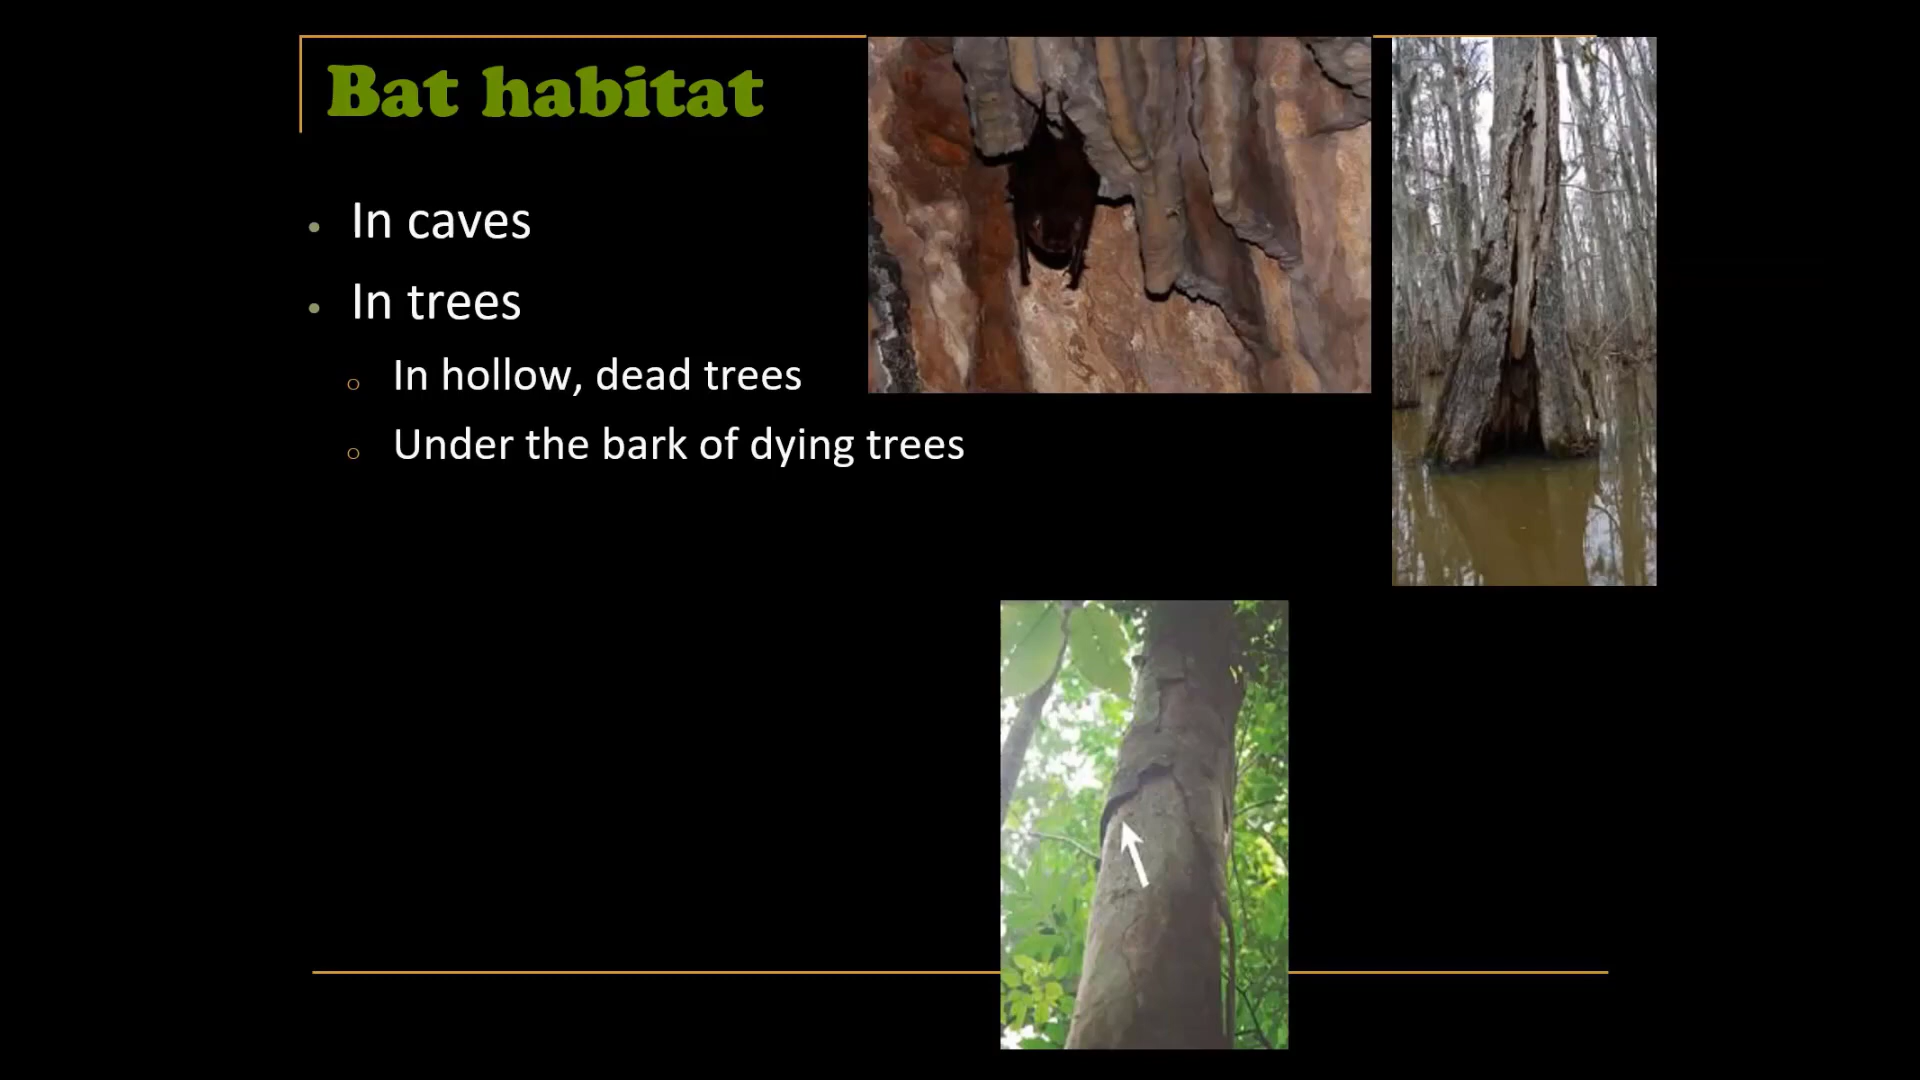 Bat habitat
• In caves
• In trees
o In hollow, dead trees
o Under the bark of dying trees